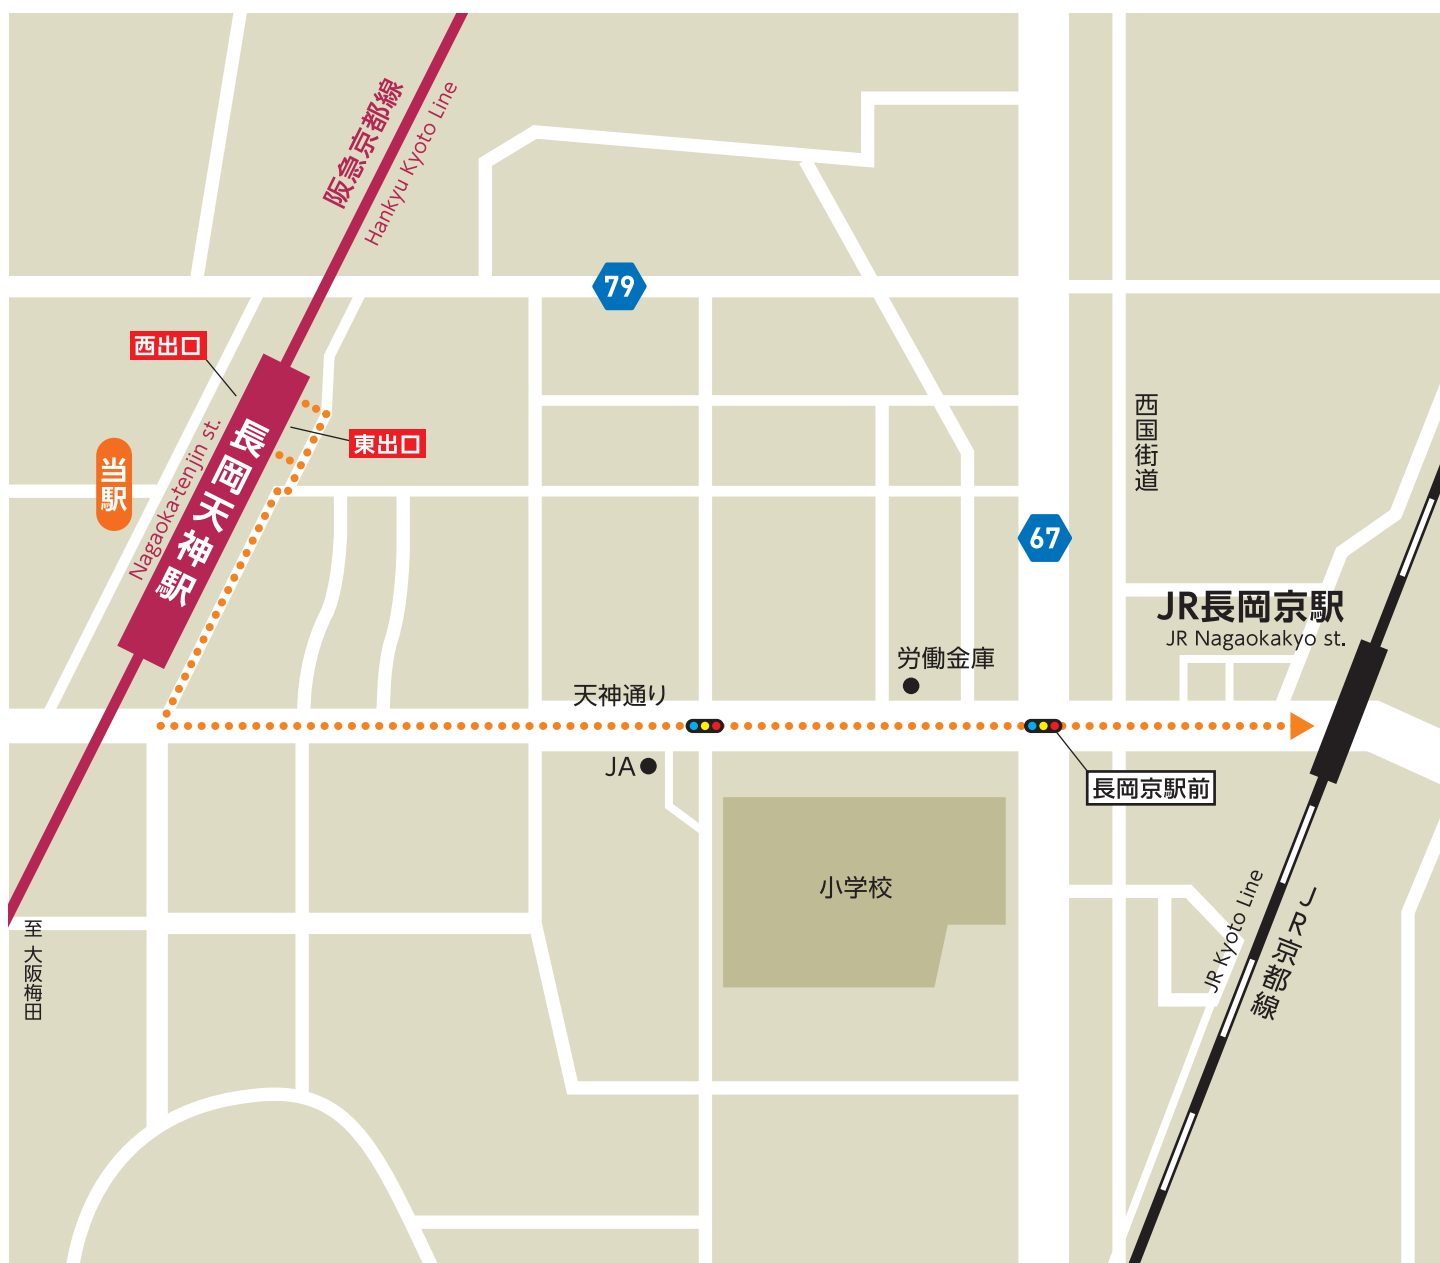 阪急京都線
Hankyu Kyoto Line
79
西出口
東出口
当駅
長岡天神駅
Nagaoka-tenjin st.
西国街道
67
JR長岡京駅
JR Nagaokakyo st.
労働金庫
天神通り
JA
長岡京駅前
小学校
JR Kyoto Line
JR京都線
至 大阪梅田